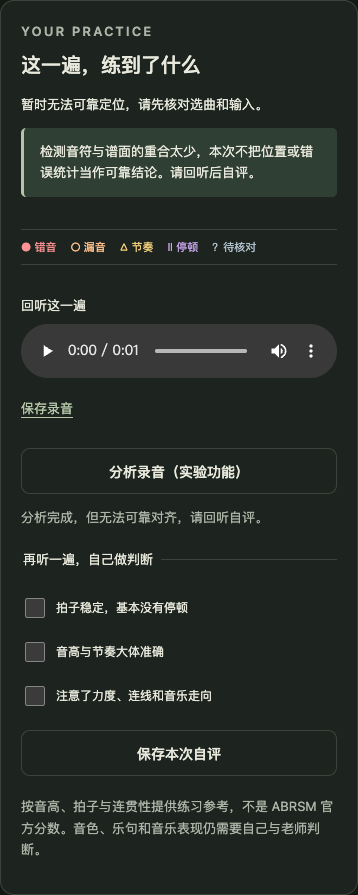 YOUR PRACTICE
这一遍，练到了什么
暂时无法可靠定位，请先核对选曲和输入。
检测音符与谱面的重合太少，本次不把位置或错
误统计当作可靠结论。请回听后自评。
错音 漏音 节奏 停顿 ? 待核对
回听这一遍
0:00 / 0:01
保存录音
分析录音（实验功能）
分析完成，但无法可靠对齐，请回听自评。
再听一遍，自己做判断
拍子稳定，基本没有停顿
音高与节奏大体准确
注意了力度、连线和音乐走向
保存本次自评
按音高、拍子与连贯性提供练习参考，不是 ABRSM 官
方分数。音色、乐句和音乐表现仍需要自己与老师判
断。